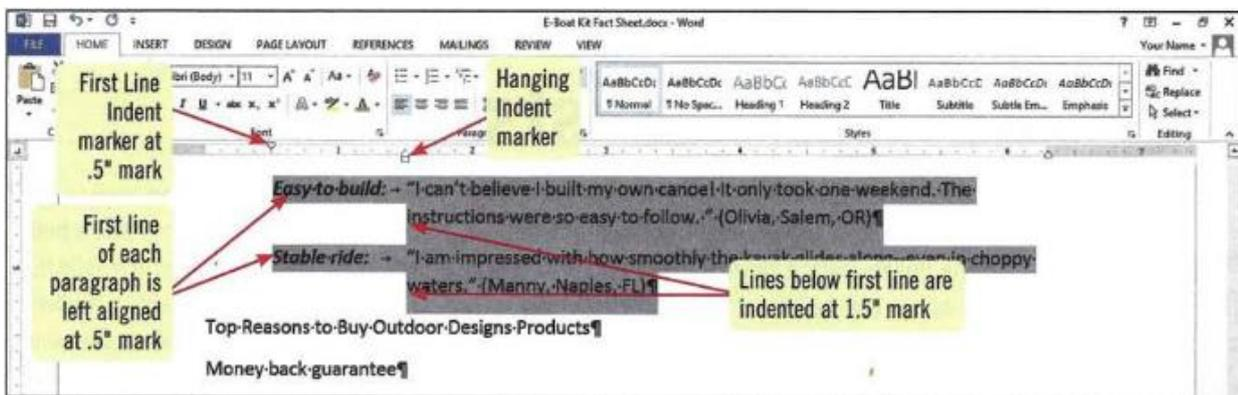 E-Boat Kit Fact Sheet.docx - Word
FILE HOME INSERT DESIGN PAGE LAYOUT REFERENCES MAILINGS REVIEW VIEW
Your Name
Paste
(Body) 11
Font
Styles
Editing
AaBbCcDc AaBbCcDc AaBbCc AaBbCcC AaBl AaBbCcC AaBbCcDc AaBbCcDc
¶ Normal ¶ No Spac... Heading 1 Heading 2 Title Subtitle Subtle Em... Emphasis
Find
Replace
Select
First Line
Indent
marker at
.5" mark
Hanging
Indent
marker
First line
of each
paragraph is
left aligned
at .5" mark
Easy·to·build: → "I·can't·believe·I·built·my·own·canoe!·It·only·took·one·weekend.·The·
instructions·were·so·easy·to·follow.·"·(Olivia,·Salem,·OR)¶
Stable·ride: → "I·am·impressed·with·how·smoothly·the·kayak·glides·along--even·in·choppy·
waters."·(Manny,·Naples,·FL)¶
Lines below first line are
indented at 1.5" mark
Top·Reasons·to·Buy·Outdoor·Designs·Products¶
Money·back·guarantee¶